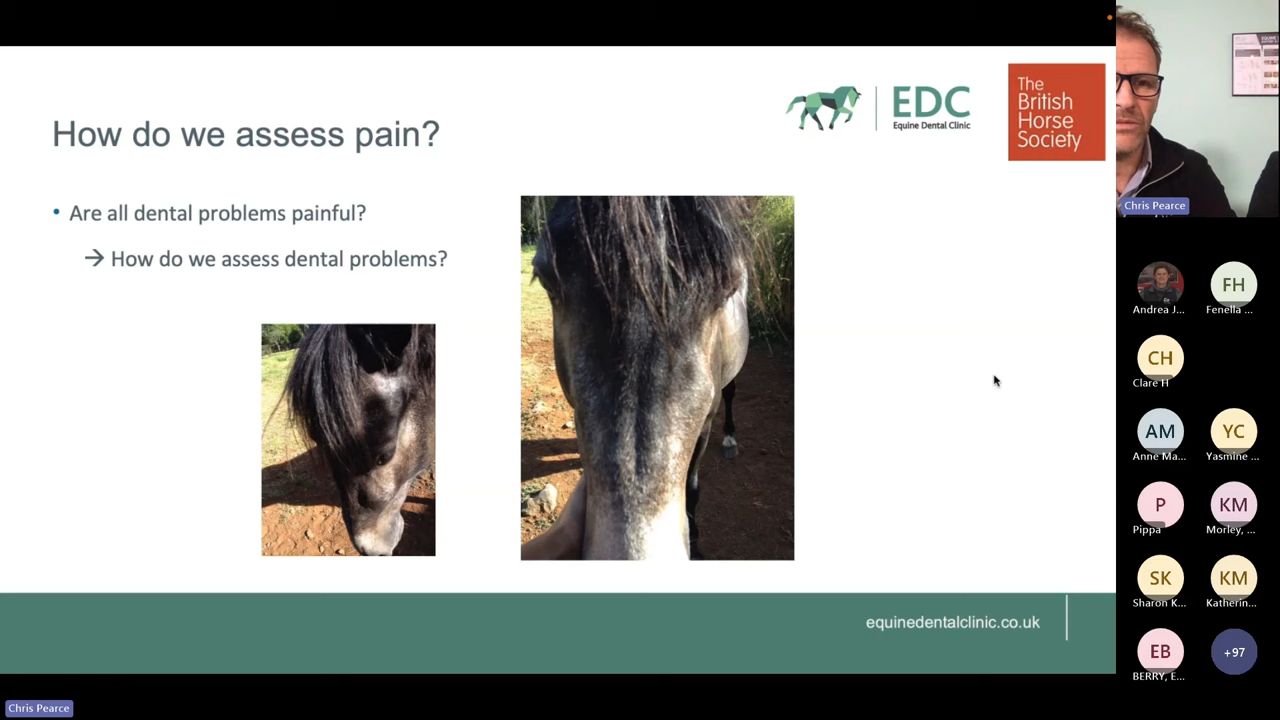 How do we assess pain?
• Are all dental problems painful?
→ How do we assess dental problems?
EDC
Equine Dental Clinic
The
British
Horse
Society
equinedentalclinic.co.uk
Chris Pearce
Andrea J...
FH
Fenella ...
CH
Clare H
AM
Anne Ma...
YC
Yasmine ...
P
Pippa
KM
Morley, ...
SK
Sharon K...
KM
Katherin...
EB
BERRY, E...
+97
Chris Pearce